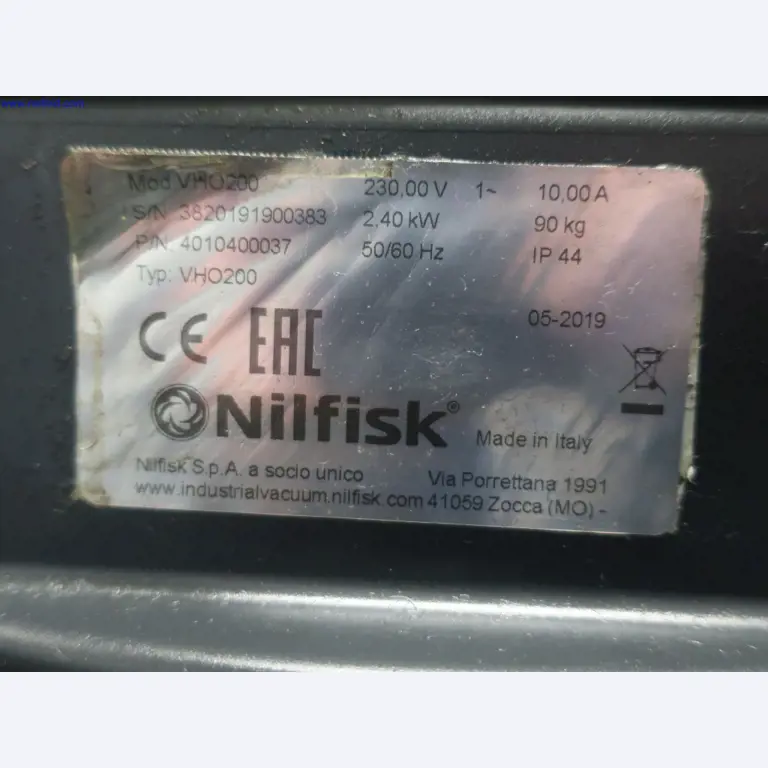 Mod VHO200 230,00 V 1~ 10,00 A
S/N 3820191900383 2,40 kW 90 kg
P/N: 4010400037 50/60 Hz IP 44
Typ: VHO200
05-2019
CE EAC
Nilfisk® Made in Italy
Nilfisk S.p.A. a socio unico Via Porrettana 1991
www.industrialvacuum.nilfisk.com 41059 Zocca (MO) -